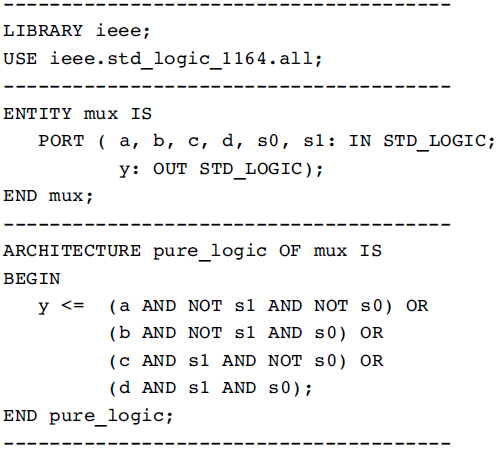 ---------------------------------------
LIBRARY ieee;
USE ieee.std_logic_1164.all;
---------------------------------------
ENTITY mux IS
   PORT ( a, b, c, d, s0, s1: IN STD_LOGIC;
          y: OUT STD_LOGIC);
END mux;
---------------------------------------
ARCHITECTURE pure_logic OF mux IS
BEGIN
   y <=  (a AND NOT s1 AND NOT s0) OR
         (b AND NOT s1 AND s0) OR
         (c AND s1 AND NOT s0) OR
         (d AND s1 AND s0);
END pure_logic;
---------------------------------------